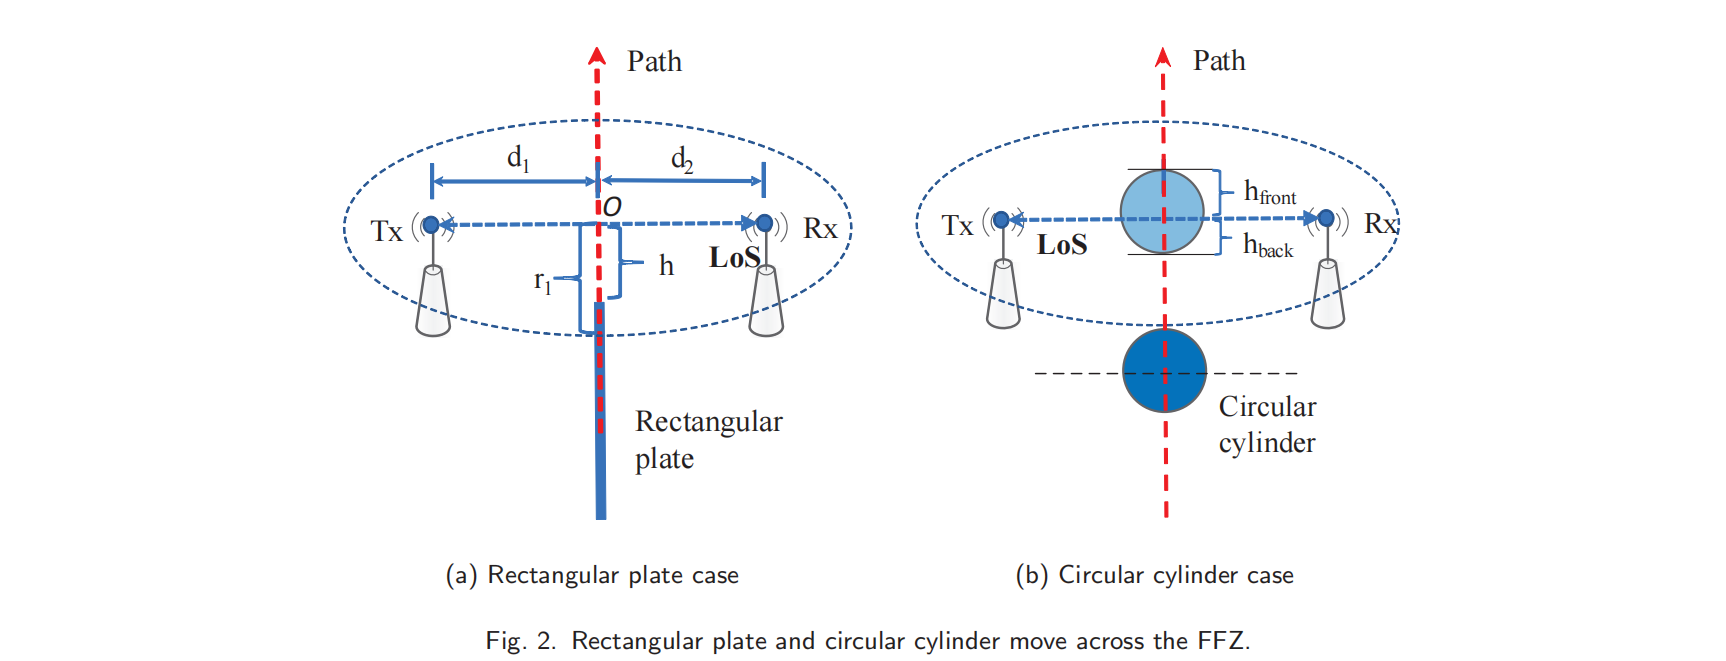 Path
d1
d2
O
Tx
Rx
LoS
r1
h
Rectangular
plate
(a) Rectangular plate case
Path
hfront
Tx
Rx
LoS
hback
Circular
cylinder
(b) Circular cylinder case
Fig. 2. Rectangular plate and circular cylinder move across the FFZ.